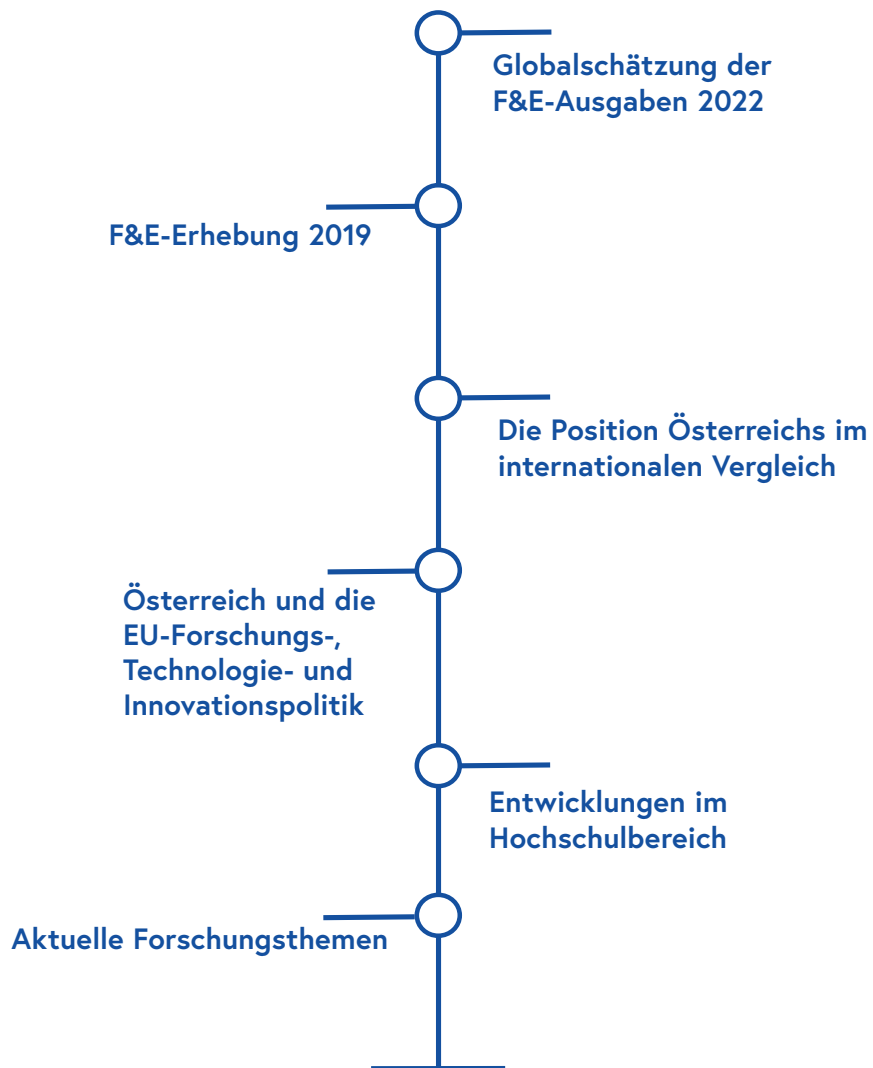 Globalschätzung der
F&E-Ausgaben 2022
F&E-Erhebung 2019
Die Position Österreichs im
internationalen Vergleich
Österreich und die
EU-Forschungs-,
Technologie- und
Innovationspolitik
Entwicklungen im
Hochschulbereich
Aktuelle Forschungsthemen